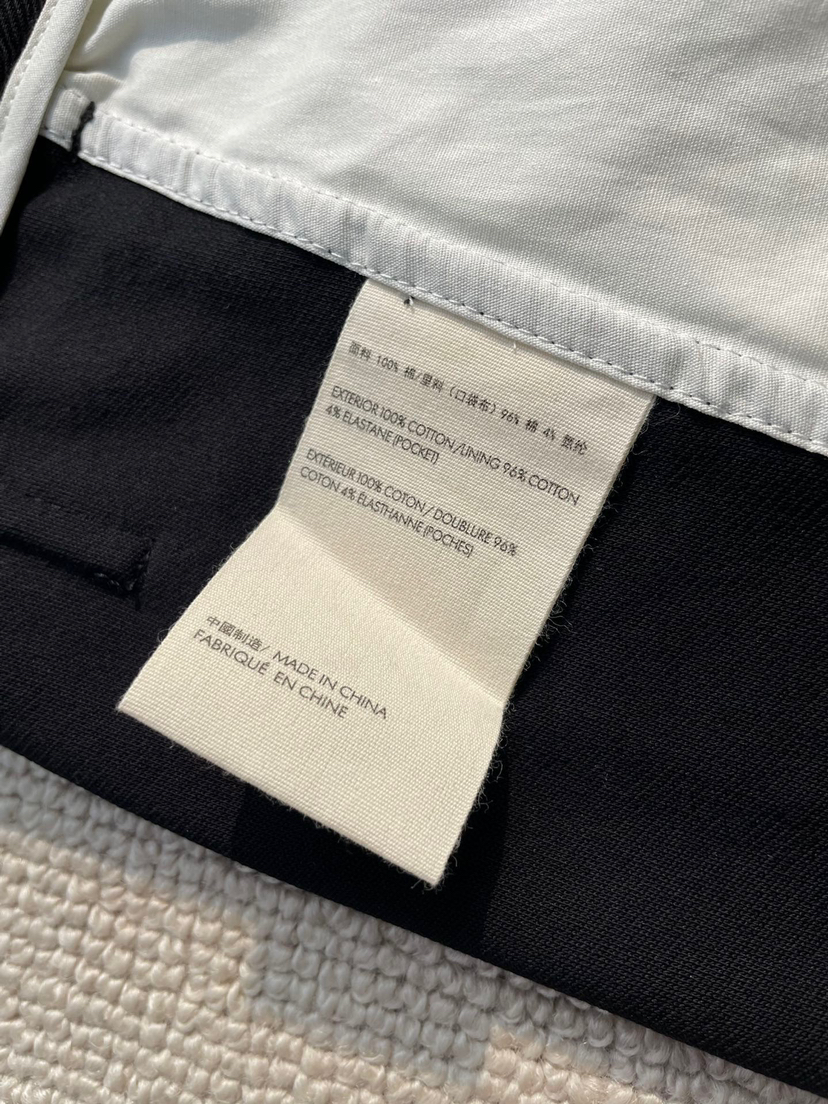 面料 100% 棉/里料（口袋布）96% 棉 4% 氨纶
EXTERIOR 100% COTTON/LINING 96% COTTON
4% ELASTANE (POCKET)
EXTÉRIEUR 100% COTON / DOUBLURE 96%
COTON 4% ÉLASTHANNE (POCHES)
中國制造/ MADE IN CHINA
FABRIQUÉ EN CHINE